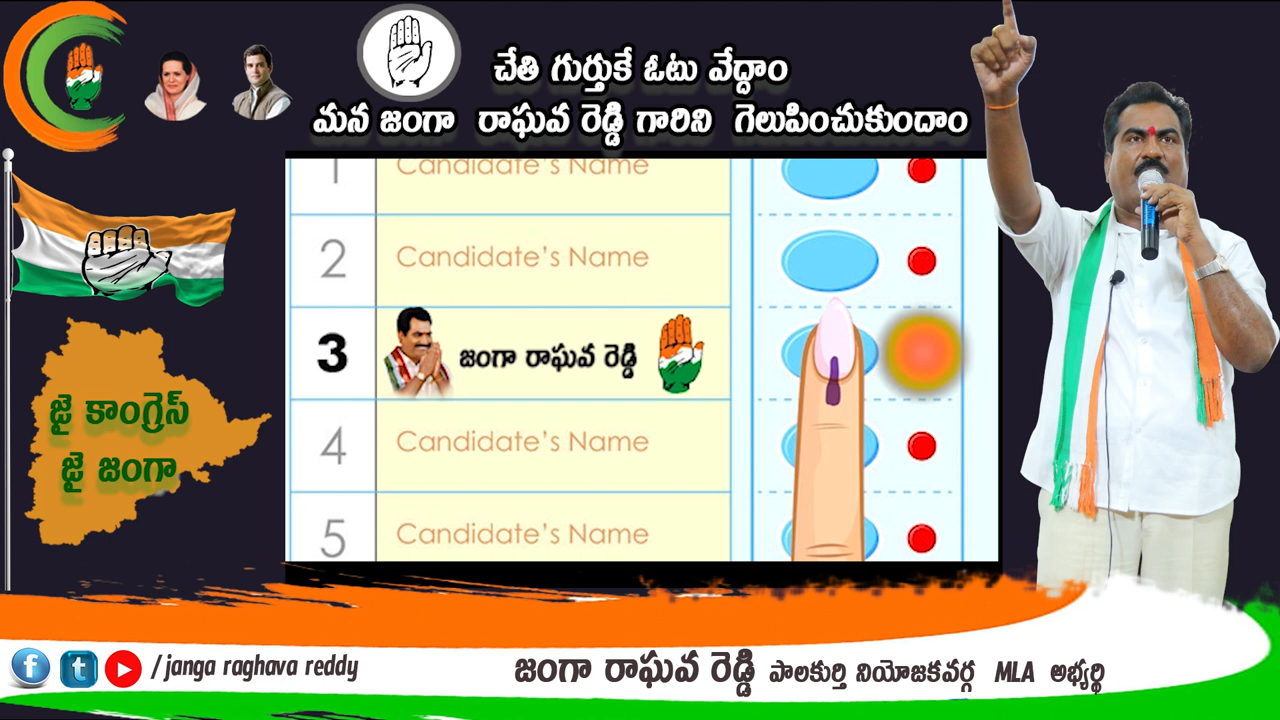 చేతి గుర్తుకే ఓటు వేద్దాం
మన జంగా రాఘవ రెడ్డి గారిని గెలుపించుకుందాం
1 Candidate's Name
2 Candidate's Name
3 జంగా రాఘవ రెడ్డి
4 Candidate's Name
5 Candidate's Name
జై కాంగ్రెస్
జై జంగా
/janga raghava reddy
జంగా రాఘవ రెడ్డి పాలకుర్తి నియోజకవర్గ MLA అభ్యర్థి